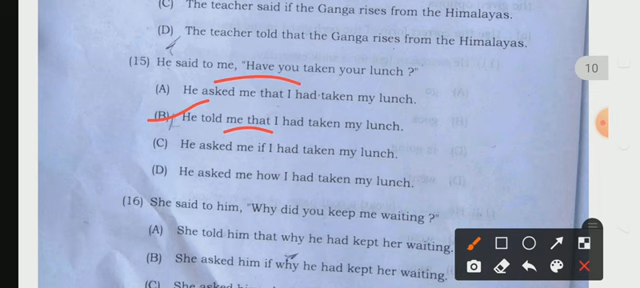 (C) The teacher said if the Ganga rises from the Himalayas.
(D) The teacher told that the Ganga rises from the Himalayas.
(15) He said to me, "Have you taken your lunch ?"
(A) He asked me that I had taken my lunch.
(B) He told me that I had taken my lunch.
(C) He asked me if I had taken my lunch.
(D) He asked me how I had taken my lunch.
(16) She said to him, "Why did you keep me waiting ?"
(A) She told him that why he had kept her waiting.
(B) She asked him if why he had kept her waiting.
(C) She asked
10